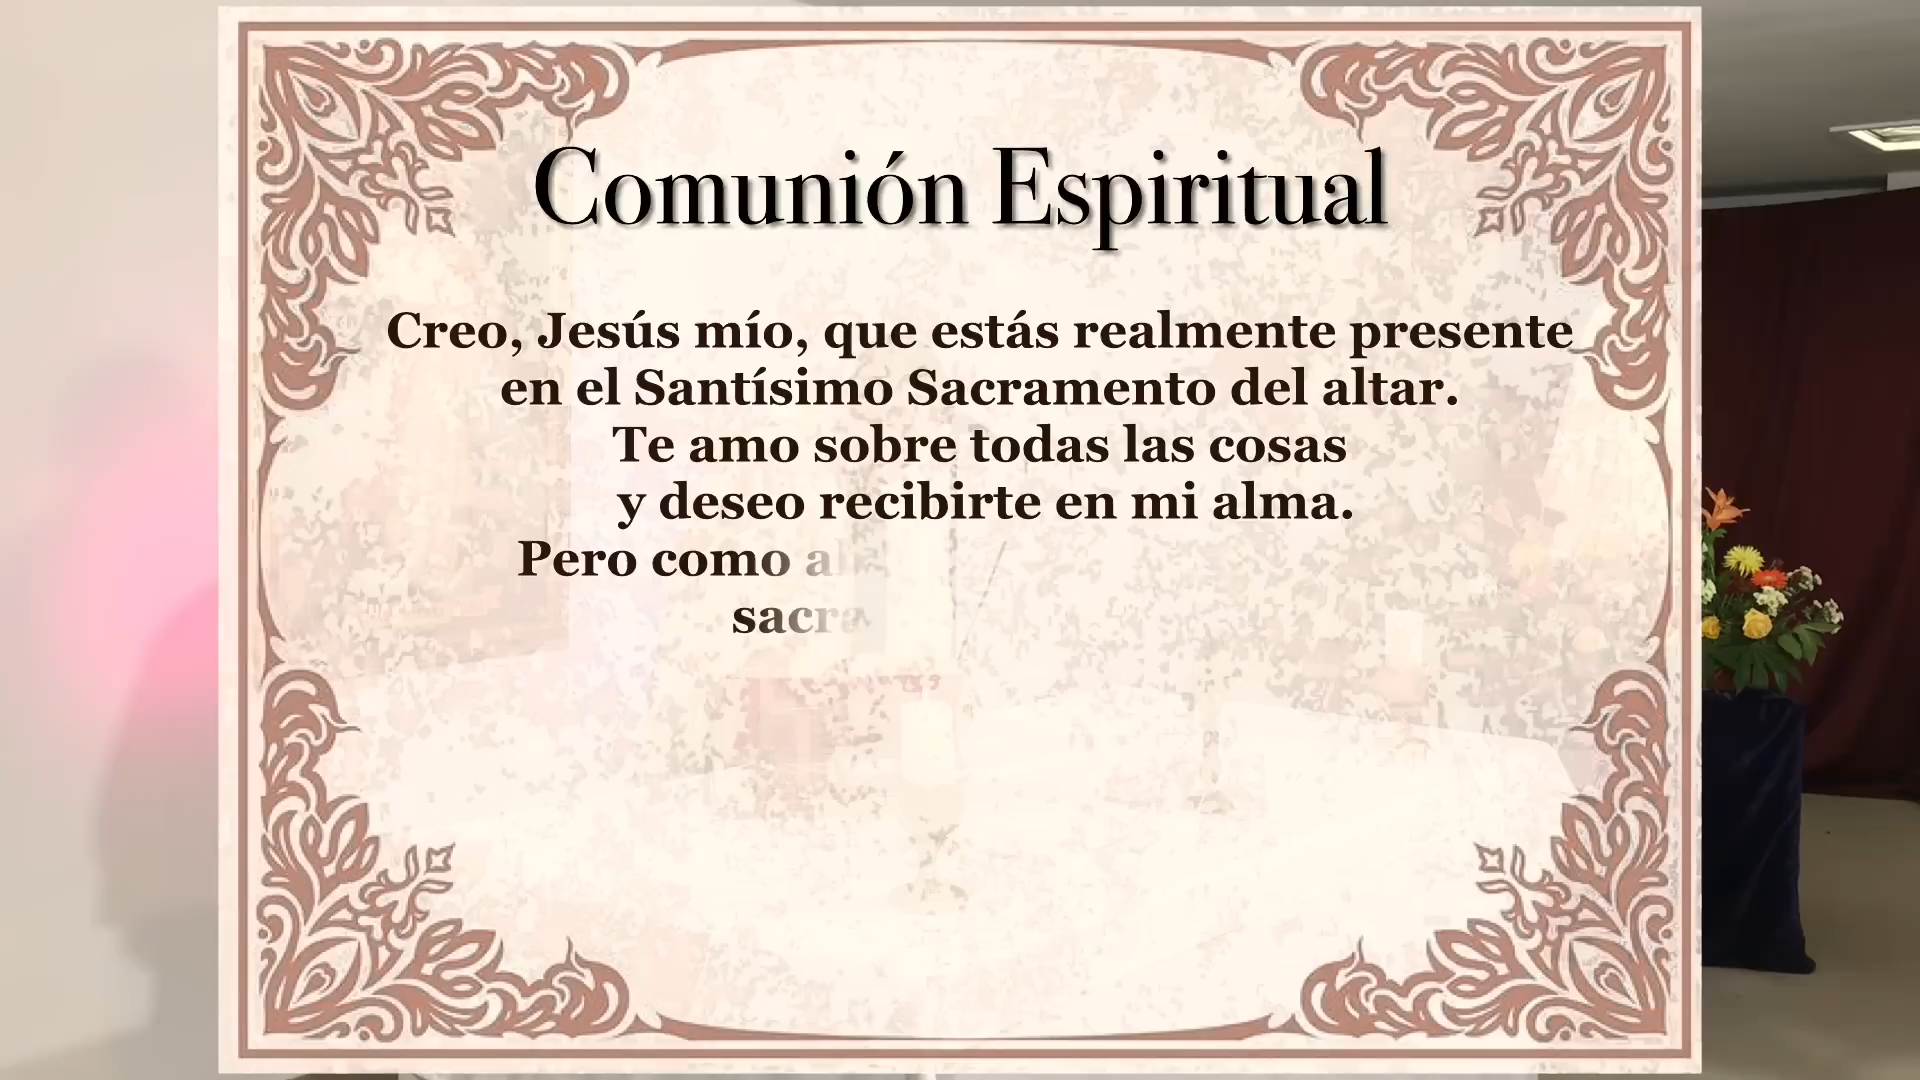 Comunión Espiritual
Creo, Jesús mío, que estás realmente presente
en el Santísimo Sacramento del altar.
Te amo sobre todas las cosas
y deseo recibirte en mi alma.
Pero como